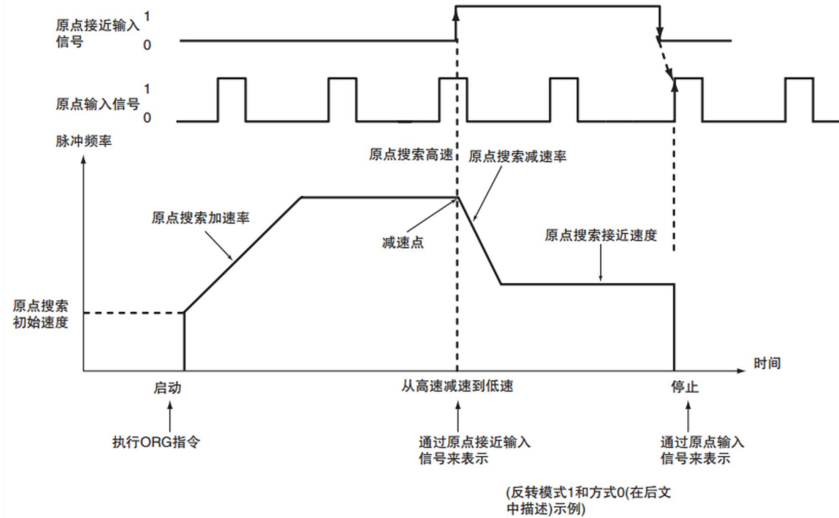 原点接近输入
信号
1
0
原点输入信号
1
0
脉冲频率
原点搜索高速
原点搜索减速率
原点搜索加速率
减速点
原点搜索接近速度
原点搜索
初始速度
时间
启动
从高速减速到低速
停止
执行ORG指令
通过原点接近输入
信号来表示
通过原点输入
信号来表示
(反转模式1和方式0(在后文
中描述)示例)